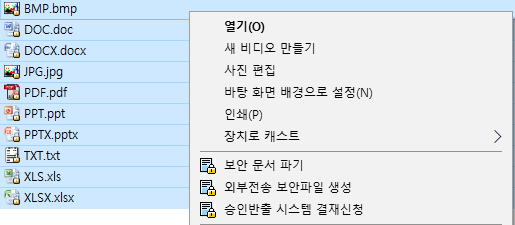 BMP.bmp
DOC.doc
DOCX.docx
JPG.jpg
PDF.pdf
PPT.ppt
PPTX.pptx
TXT.txt
XLS.xls
XLSX.xlsx
열기(O)
새 비디오 만들기
사진 편집
바탕 화면 배경으로 설정(N)
인쇄(P)
장치로 캐스트
보안 문서 파기
외부전송 보안파일 생성
승인반출 시스템 결재신청